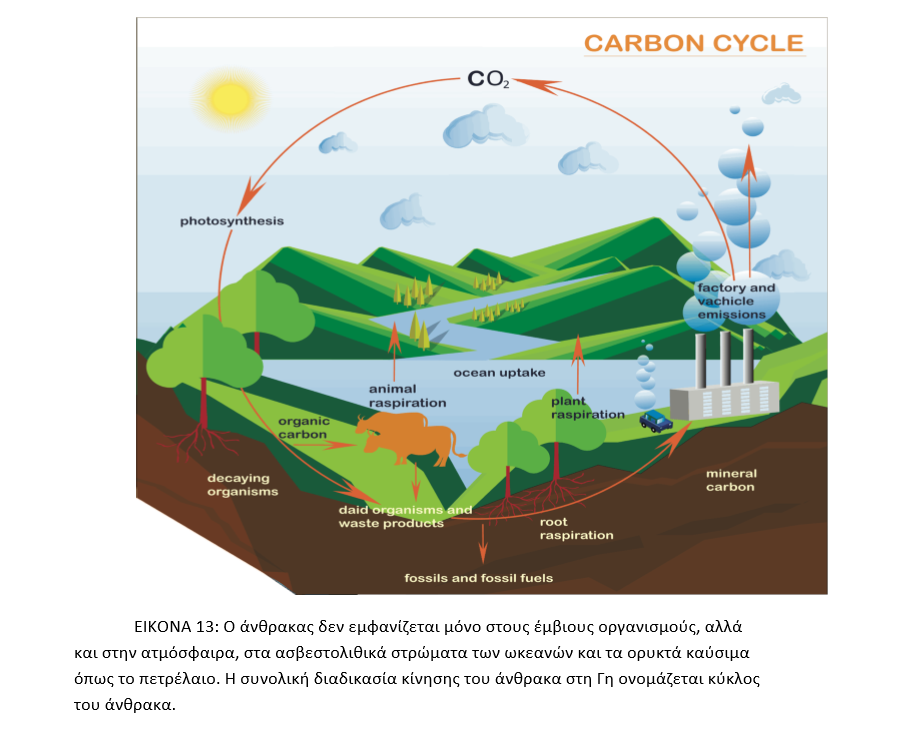 CARBON CYCLE
CO₂
photosynthesis
factory and
vachicle
emissions
ocean uptake
animal
raspiration
plant
raspiration
organic
carbon
decaying
organisms
mineral
carbon
daid organisms and
waste products
root
raspiration
fossils and fossil fuels
ΕΙΚΟΝΑ 13: Ο άνθρακας δεν εμφανίζεται μόνο στους έμβιους οργανισμούς, αλλά
και στην ατμόσφαιρα, στα ασβεστολιθικά στρώματα των ωκεανών και τα ορυκτά καύσιμα
όπως το πετρέλαιο. Η συνολική διαδικασία κίνησης του άνθρακα στη Γη ονομάζεται κύκλος
του άνθρακα.